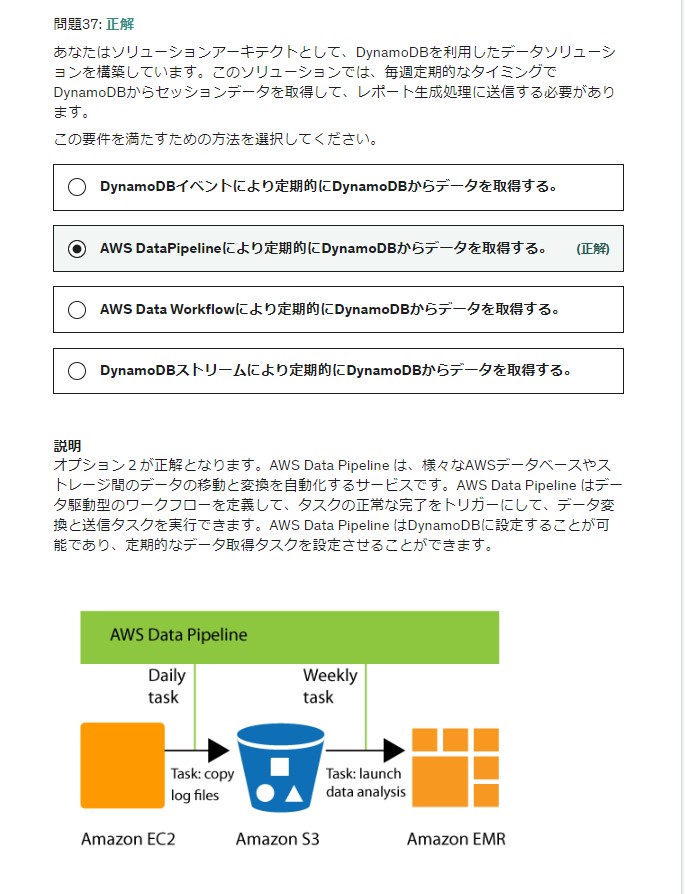 問題37: 正解
あなたはソリューションアーキテクトとして、DynamoDBを利用したデータソリューシ
ョンを構築しています。このソリューションでは、毎週定期的なタイミングで
DynamoDBからセッションデータを取得して、レポート生成処理に送信する必要があり
ます。
この要件を満たすための方法を選択してください。
DynamoDBイベントにより定期的にDynamoDBからデータを取得する。
AWS DataPipelineにより定期的にDynamoDBからデータを取得する。 (正解)
AWS Data Workflowにより定期的にDynamoDBからデータを取得する。
DynamoDBストリームにより定期的にDynamoDBからデータを取得する。
説明
オプション２が正解となります。AWS Data Pipeline は、様々なAWSデータベースやス
トレージ間のデータの移動と変換を自動化するサービスです。AWS Data Pipeline はデー
タ駆動型のワークフローを定義して、タスクの正常な完了をトリガーにして、データ変
換と送信タスクを実行できます。AWS Data Pipeline はDynamoDBに設定することが可
能であり、定期的なデータ取得タスクを設定させることができます。
AWS Data Pipeline
Daily
task
Weekly
task
Task: copy
log files
Task: launch
data analysis
Amazon EC2
Amazon S3
Amazon EMR